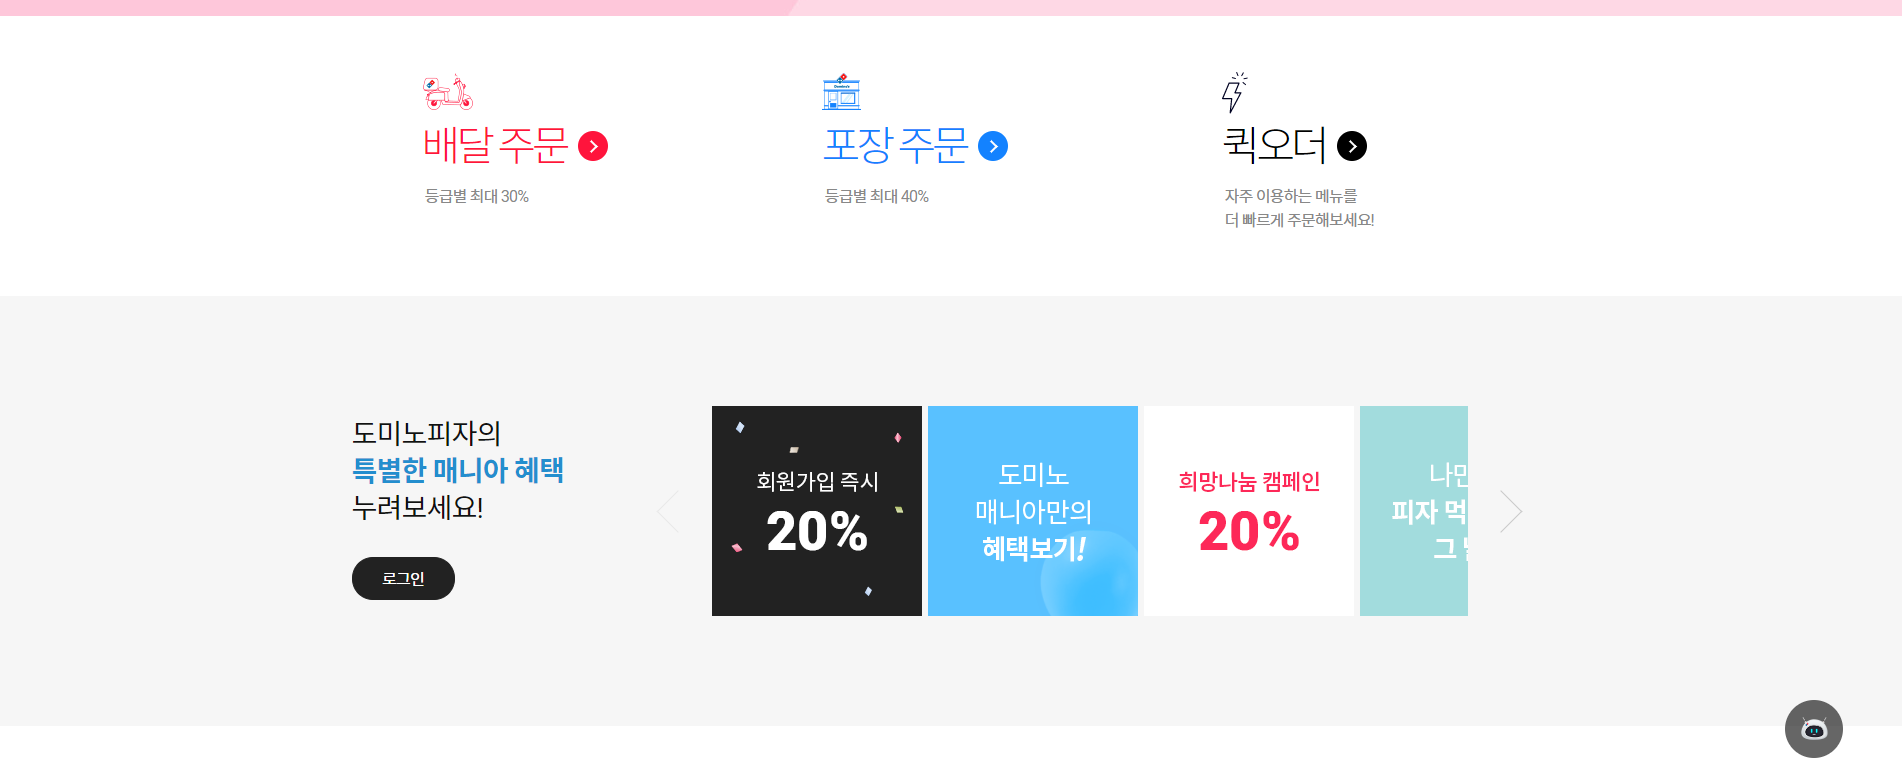 배달 주문
등급별 최대 30%
포장 주문
등급별 최대 40%
퀵오더
자주 이용하는 메뉴를
더 빠르게 주문해보세요!
도미노피자의
특별한 매니아 혜택
누려보세요!
로그인
회원가입 즉시
20%
도미노
매니아만의
혜택보기!
희망나눔 캠페인
20%
나만
피자 먹
그